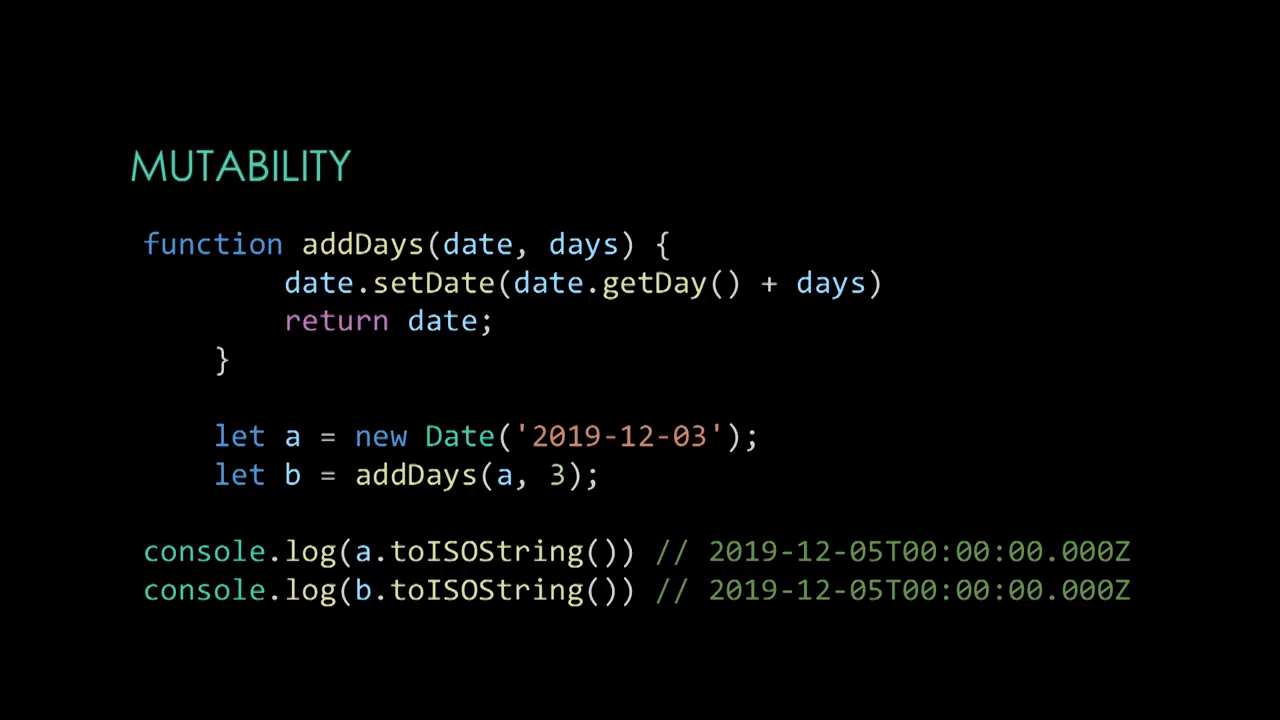 MUTABILITY
function addDays(date, days) {
        date.setDate(date.getDay() + days)
        return date;
    }
    let a = new Date('2019-12-03');
    let b = addDays(a, 3);
console.log(a.toISOString()) // 2019-12-05T00:00:00.000Z
console.log(b.toISOString()) // 2019-12-05T00:00:00.000Z